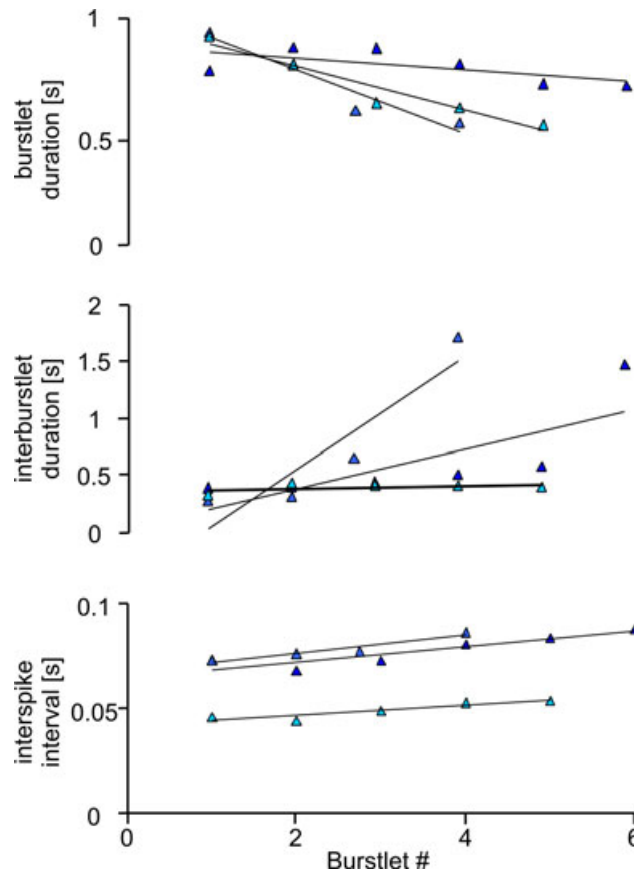 1
burstlet
duration [s]
0.5
0
2
1.5
interburstlet
duration [s]
1
0.5
0
0.1
interspike
interval [s]
0.05
0
0 2 4 6
Burstlet #